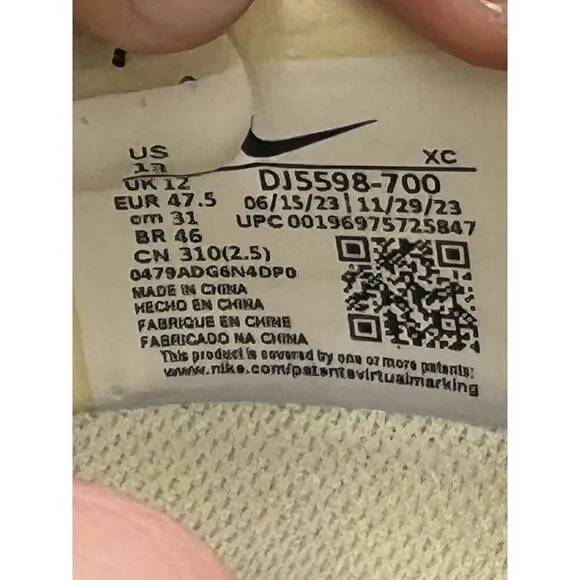 US
13
XC
UK 12
DJ5598-700
EUR 47.5
06/15/23 | 11/29/23
cm 31
UPC 00196975725847
BR 46
CN 310(2.5)
0479ADG6N4DP0
MADE IN CHINA
HECHO EN CHINA
FABRIQUE EN CHINE
FABRICADO NA CHINA
This product is covered by one or more patents:
www.nike.com/patentsvirtualmarking